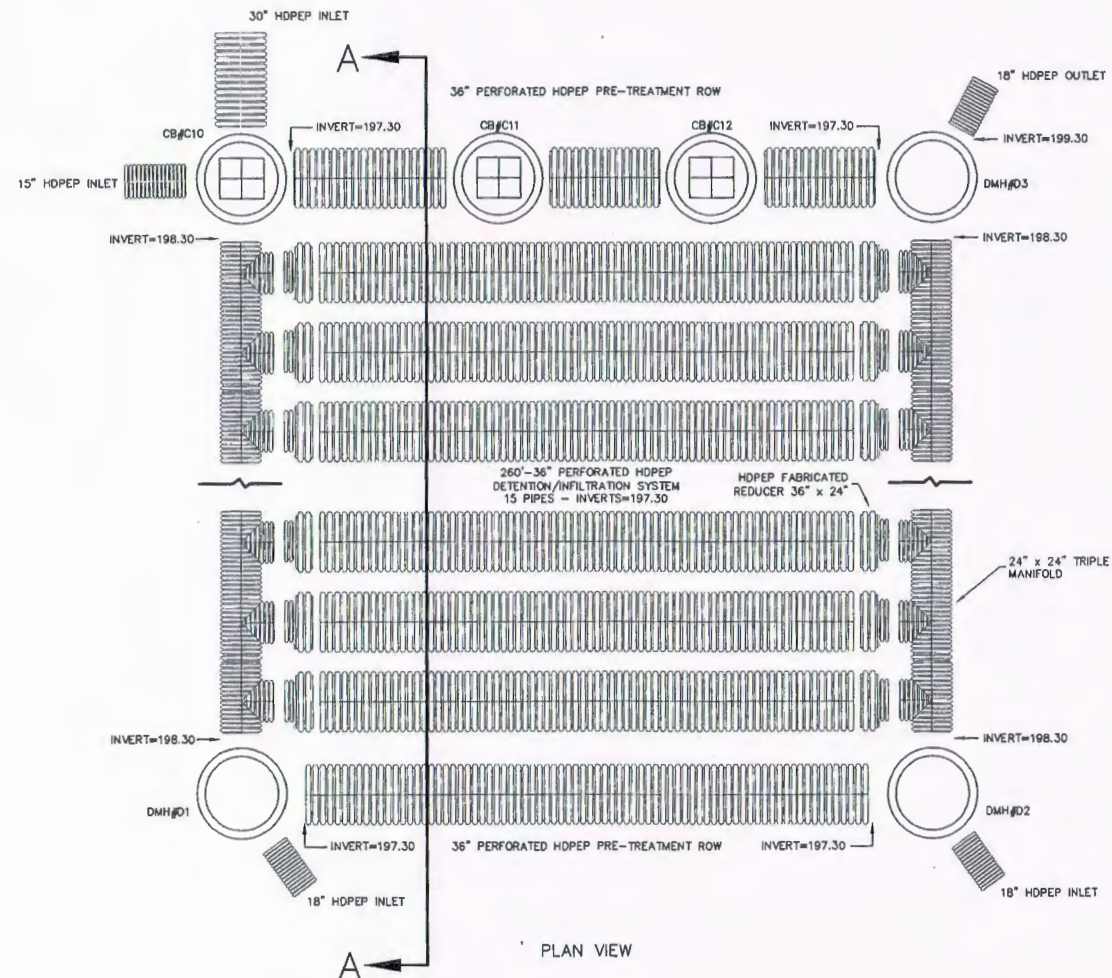 30" HDPEP INLET
A
18" HDPEP OUTLET
36" PERFORATED HDPEP PRE-TREATMENT ROW
CB#C10
INVERT=197.30
CB#C11
CB#C12
INVERT=197.30
INVERT=199.30
15" HDPEP INLET
DMH#D3
INVERT=198.30
INVERT=198.30
260'-36" PERFORATED HDPEP
DETENTION/INFILTRATION SYSTEM
15 PIPES - INVERTS=197.30
HDPEP FABRICATED
REDUCER 36" x 24"
24" x 24" TRIPLE
MANIFOLD
INVERT=198.30
INVERT=198.30
DMH#D1
DMH#D2
INVERT=197.30
36" PERFORATED HDPEP PRE-TREATMENT ROW
INVERT=197.30
18" HDPEP INLET
18" HDPEP INLET
PLAN VIEW
A